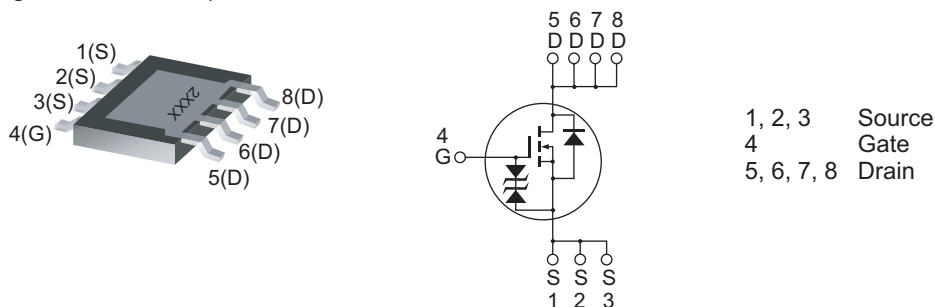 1(S)
2(S)
3(S)
4(G)
2XXX
8(D)
7(D)
6(D)
5(D)
5 6 7 8
D D D D
4
G
S S S
1 2 3
1, 2, 3 Source
4 Gate
5, 6, 7, 8 Drain